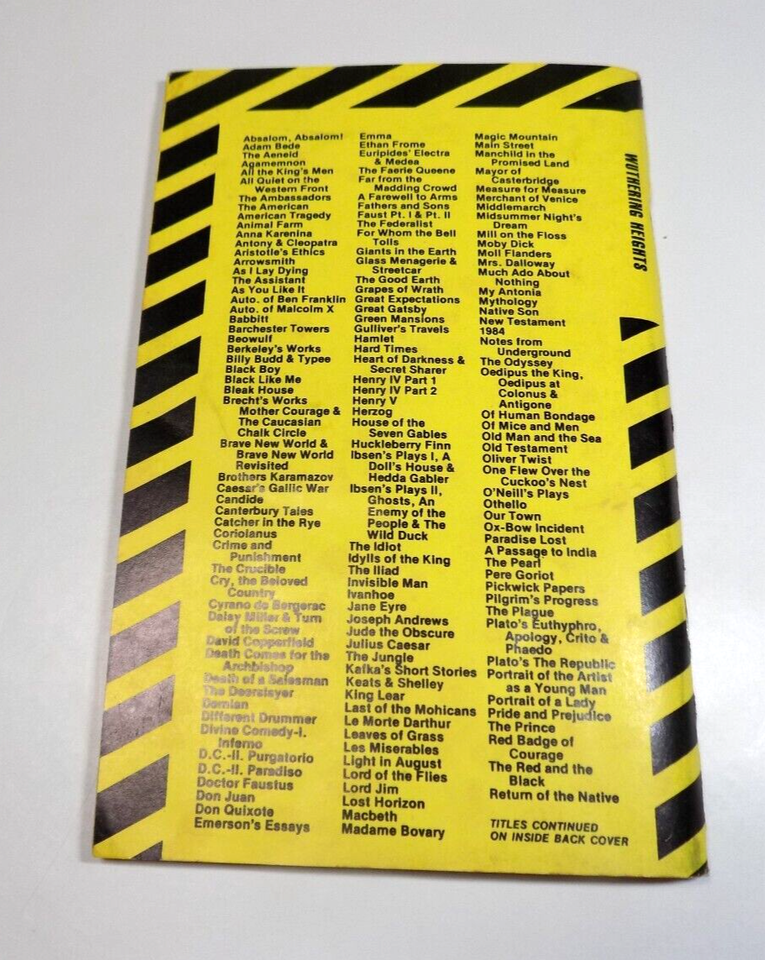 Absalom, Absalom!
Adam Bede
The Aeneid
Agamemnon
All the King's Men
All Quiet on the
Western Front
The Ambassadors
The American
American Tragedy
Animal Farm
Anna Karenina
Antony & Cleopatra
Aristotle's Ethics
Arrowsmith
As I Lay Dying
The Assistant
As You Like It
Auto. of Ben Franklin
Auto. of Malcolm X
Babbitt
Barchester Towers
Beowulf
Berkeley's Works
Billy Budd & Typee
Black Boy
Black Like Me
Bleak House
Brecht's Works
Mother Courage &
The Caucasian
Chalk Circle
Brave New World &
Brave New World
Revisited
Brothers Karamazov
Caesar's Gallic War
Candide
Canterbury Tales
Catcher in the Rye
Coriolanus
Crime and
Punishment
The Crucible
Cry, the Beloved
Country
Cyrano de Bergerac
Daisy Miller & Turn
of the Screw
David Copperfield
Death Comes for the
Archbishop
Death of a Salesman
The Deerslayer
Demian
Different Drummer
Divine Comedy-I.
Inferno
D.C.-II. Purgatorio
D.C.-II. Paradiso
Doctor Faustus
Don Juan
Don Quixote
Emerson's Essays
Emma
Ethan Frome
Euripides' Electra
& Medea
The Faerie Queene
Far from the
Madding Crowd
A Farewell to Arms
Fathers and Sons
Faust Pt. I & Pt. II
The Federalist
For Whom the Bell
Tolls
Giants in the Earth
Glass Menagerie &
Streetcar
The Good Earth
Grapes of Wrath
Great Expectations
Great Gatsby
Green Mansions
Gulliver's Travels
Hamlet
Hard Times
Heart of Darkness &
Secret Sharer
Henry IV Part 1
Henry IV Part 2
Henry V
Herzog
House of the
Seven Gables
Huckleberry Finn
Ibsen's Plays I, A
Doll's House &
Hedda Gabler
Ibsen's Plays II,
Ghosts, An
Enemy of the
People & The
Wild Duck
The Idiot
Idylls of the King
The Iliad
Invisible Man
Ivanhoe
Jane Eyre
Joseph Andrews
Jude the Obscure
Julius Caesar
The Jungle
Kafka's Short Stories
Keats & Shelley
King Lear
Last of the Mohicans
Le Morte Darthur
Leaves of Grass
Les Miserables
Light in August
Lord of the Flies
Lord Jim
Lost Horizon
Macbeth
Madame Bovary
Magic Mountain
Main Street
Manchild in the
Promised Land
Mayor of
Casterbridge
Measure for Measure
Merchant of Venice
Middlemarch
Midsummer Night's
Dream
Mill on the Floss
Moby Dick
Moll Flanders
Mrs. Dalloway
Much Ado About
Nothing
My Antonia
Mythology
Native Son
New Testament
1984
Notes from
Underground
The Odyssey
Oedipus the King,
Oedipus at
Colonus &
Antigone
Of Human Bondage
Of Mice and Men
Old Man and the Sea
Old Testament
Oliver Twist
One Flew Over the
Cuckoo's Nest
O'Neill's Plays
Othello
Our Town
Ox-Bow Incident
Paradise Lost
A Passage to India
The Pearl
Pere Goriot
Pickwick Papers
Pilgrim's Progress
The Plague
Plato's Euthyphro,
Apology, Crito &
Phaedo
Plato's The Republic
Portrait of the Artist
as a Young Man
Portrait of a Lady
Pride and Prejudice
The Prince
Red Badge of
Courage
The Red and the
Black
Return of the Native
TITLES CONTINUED
ON INSIDE BACK COVER
WUTHERING HEIGHTS